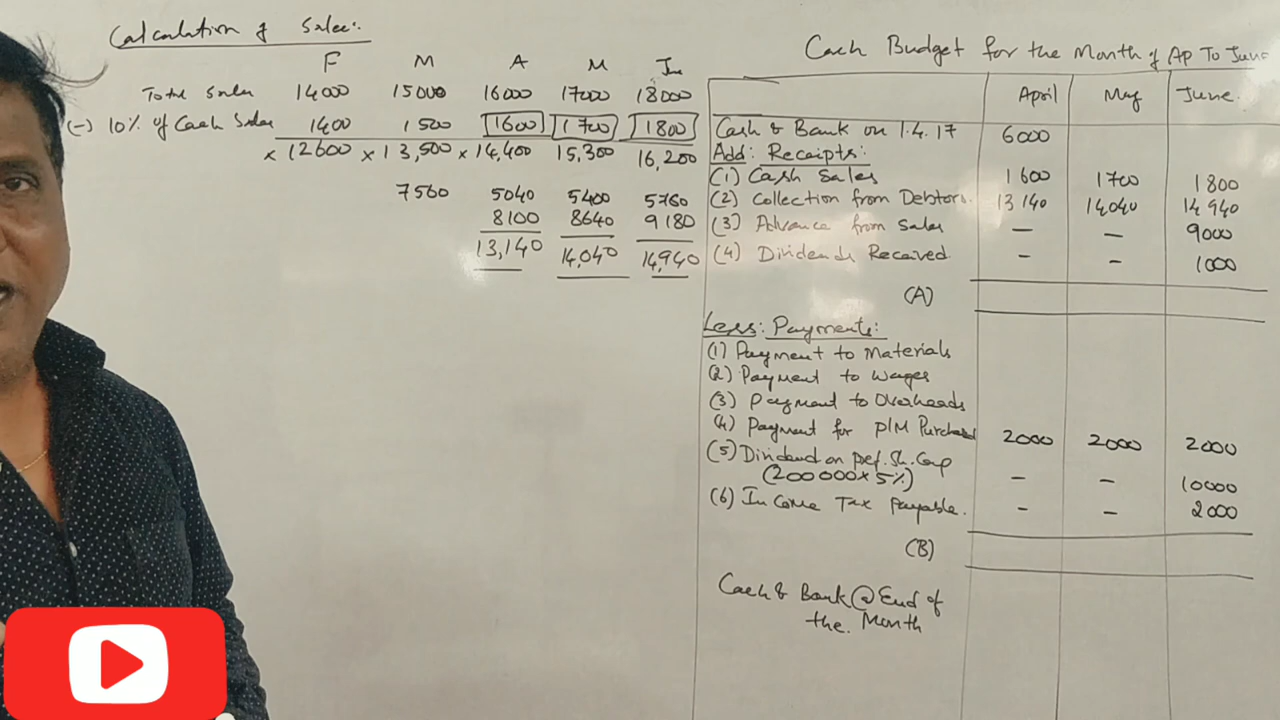 Calculation of Sales:
F M A M June
Total Sales 14000 15000 16000 17000 18000
(-) 10% of Cash Sales 1400 1500 1600 1700 1800
× 12600 × 13,500 × 14,400 15,300 16,200
7560 5040 5400 5760
8100 8640 9180
13,140 14,040 14,940
Cash Budget for the Month of Ap To June
April May June.
Cash & Bank on 1.4.17 6000
Add: Receipts:
(1) Cash Sales 1600 1700 1800
(2) Collection from Debtors. 13140 14040 14940
(3) Advance from Sales — — 9000
(4) Dividends Received - - 1000
(A)
Less: Payments:
(1) Payment to Materials
(2) Payment to Wages
(3) Payment to Overheads
(4) Payment for P/M Purchased 2000 2000 2000
(5) Dividend on Pef. Sh. Cap
(200000 × 5%) - - 10000
(6) Income Tax Payable. - - 2000
(B)
Cash & Bank @ End of
the. Month